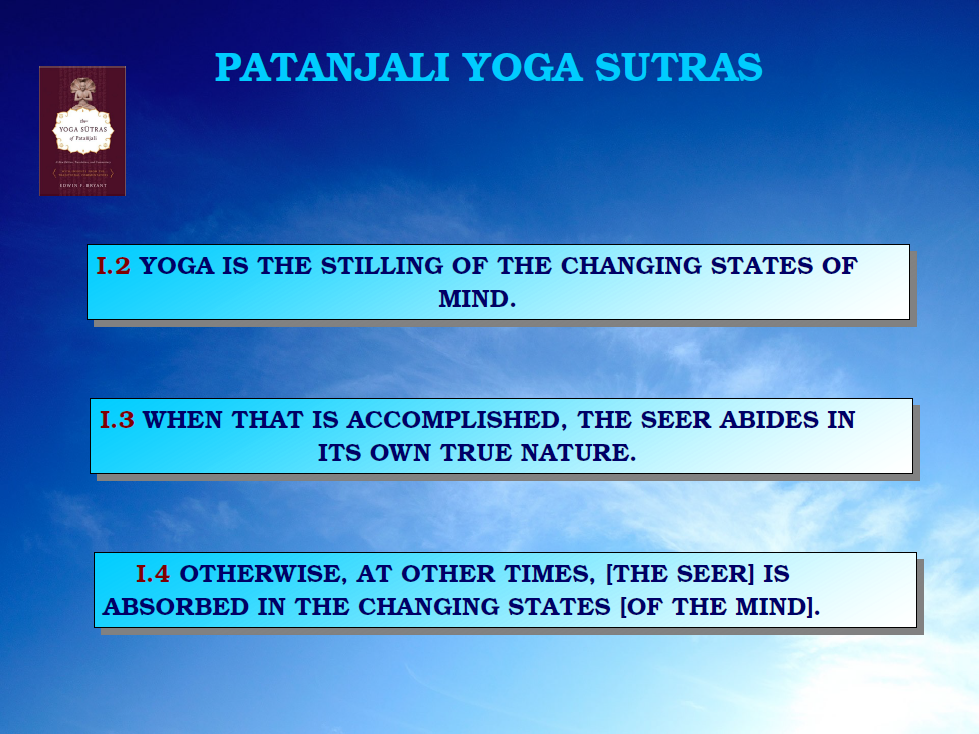 PATANJALI YOGA SUTRAS
the
YOGA SŪTRAS
of Patañjali
EDWIN F. BRYANT
I.2 YOGA IS THE STILLING OF THE CHANGING STATES OF
MIND.
I.3 WHEN THAT IS ACCOMPLISHED, THE SEER ABIDES IN
ITS OWN TRUE NATURE.
I.4 OTHERWISE, AT OTHER TIMES, [THE SEER] IS
ABSORBED IN THE CHANGING STATES [OF THE MIND].